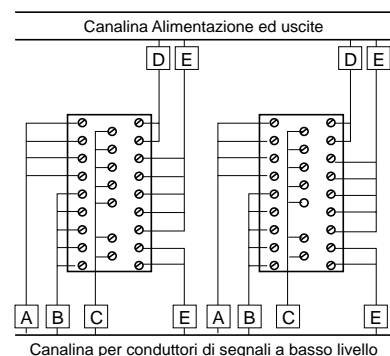 Canalina Alimentazione ed uscite
D E D E
A B C E A B C E
Canalina per conduttori di segnali a basso livello